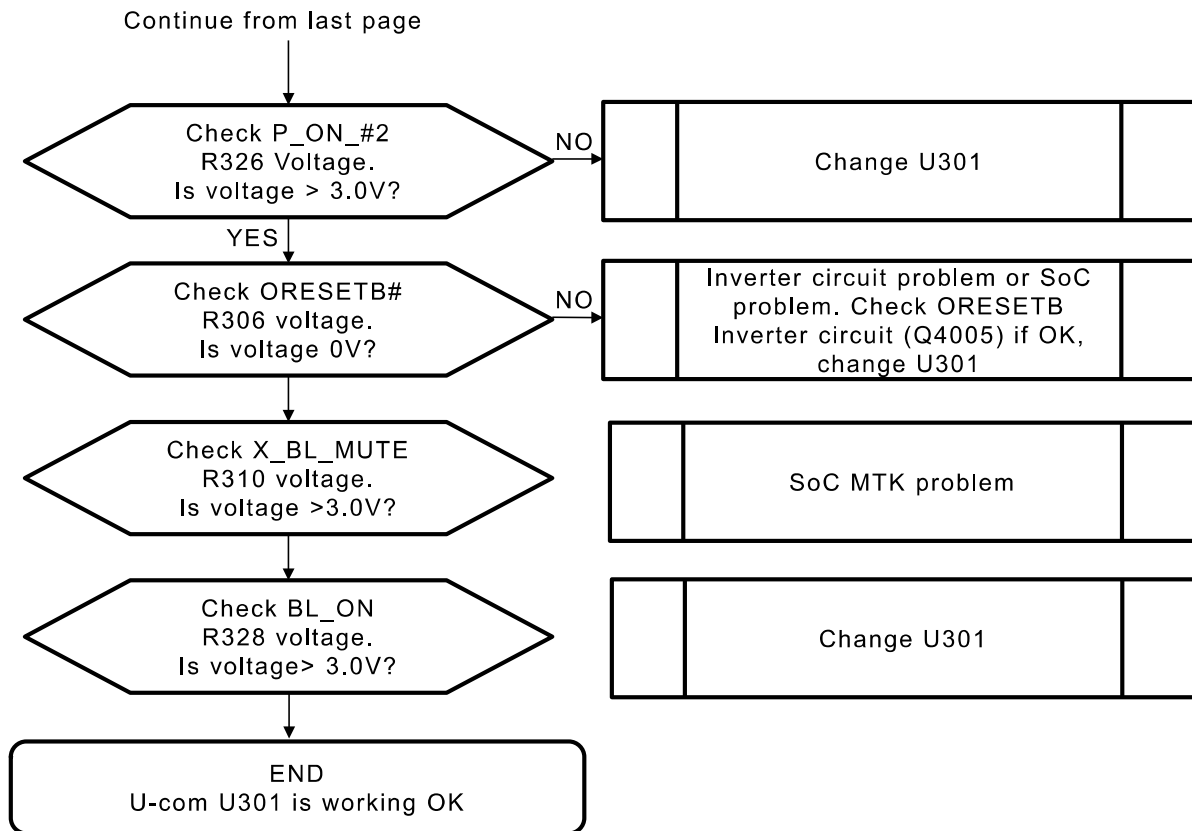 Continue from last page
Check P_ON_#2
R326 Voltage.
Is voltage > 3.0V?
NO
Change U301
YES
Check ORESETB#
R306 voltage.
Is voltage 0V?
NO
Inverter circuit problem or SoC
problem. Check ORESETB
Inverter circuit (Q4005) if OK,
change U301
Check X_BL_MUTE
R310 voltage.
Is voltage >3.0V?
SoC MTK problem
Check BL_ON
R328 voltage.
Is voltage> 3.0V?
Change U301
END
U-com U301 is working OK